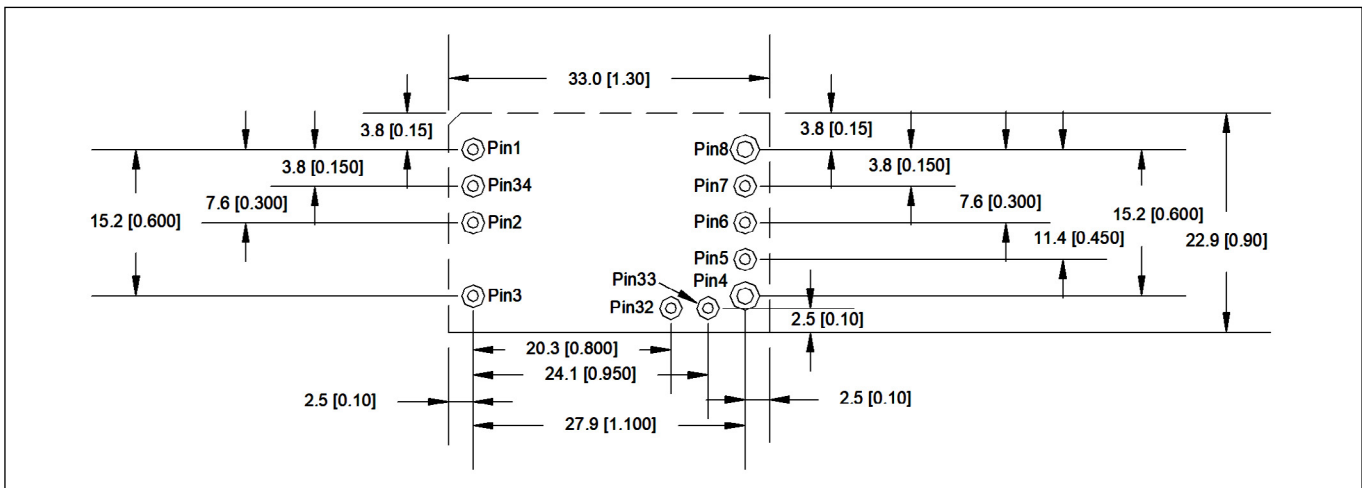 33.0 [1.30]
3.8 [0.15]
3.8 [0.15]
Pin1
Pin8
3.8 [0.150]
3.8 [0.150]
Pin34
Pin7
7.6 [0.300]
7.6 [0.300]
15.2 [0.600]
15.2 [0.600]
Pin2
Pin6
11.4 [0.450]
22.9 [0.90]
Pin5
Pin33
Pin4
Pin3
Pin32
2.5 [0.10]
20.3 [0.800]
24.1 [0.950]
2.5 [0.10]
2.5 [0.10]
27.9 [1.100]